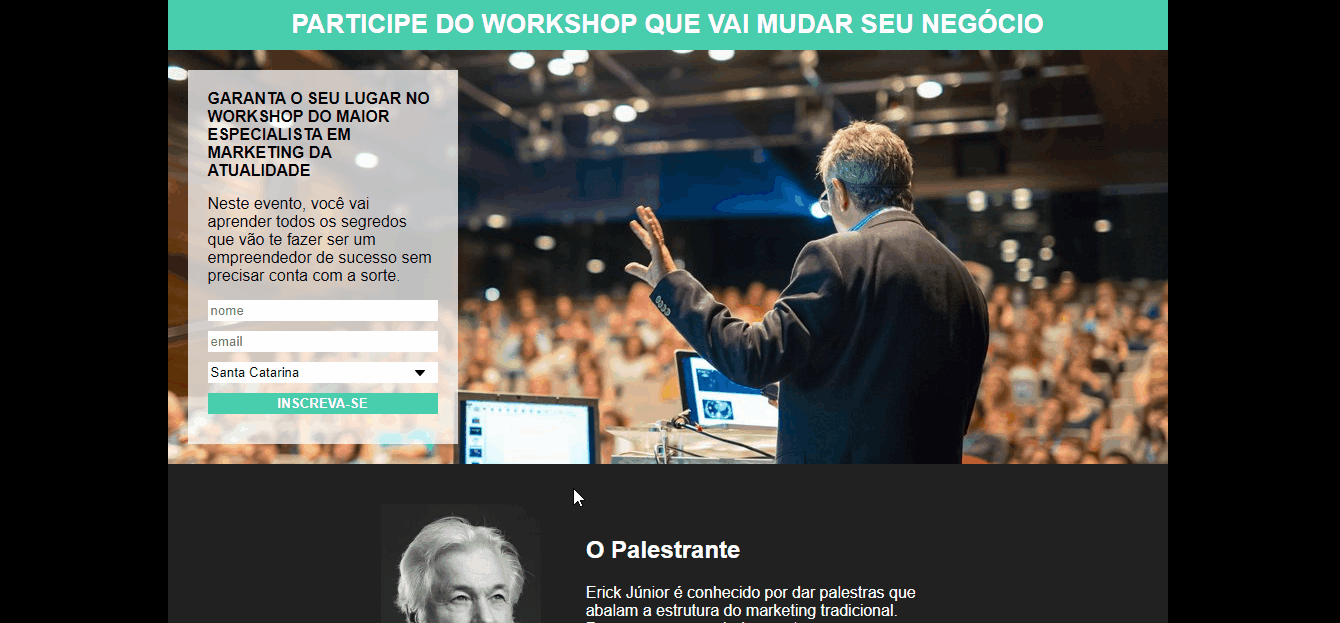 PARTICIPE DO WORKSHOP QUE VAI MUDAR SEU NEGÓCIO
GARANTA O SEU LUGAR NO
WORKSHOP DO MAIOR
ESPECIALISTA EM
MARKETING DA
ATUALIDADE
Neste evento, você vai
aprender todos os segredos
que vão te fazer ser um
empreendedor de sucesso sem
precisar conta com a sorte.
nome
email
Santa Catarina
INSCREVA-SE
O Palestrante
Erick Júnior é conhecido por dar palestras que
abalam a estrutura do marketing tradicional.